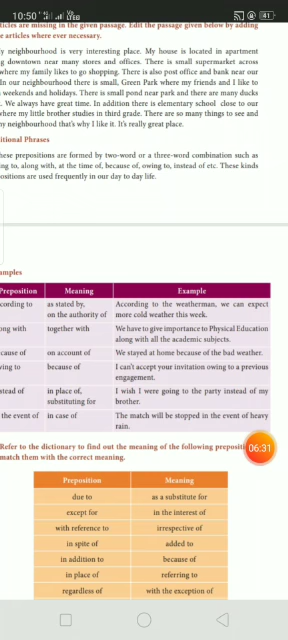 10:50
81
ticles are missing in the given passage. Edit the passage given below by adding
e articles where ever necessary.
y neighbourhood is very interesting place. My house is located in apartment
ng downtown near many stores and offices. There is small supermarket across
where my family likes to go shopping. There is also post office and bank near our
In our neighborhood there is small, Green Park where my friends and I like to
weekends and holidays. There is small pond near park and there are many ducks
. We always have great time. In addition there is elementary school close to our
where my little brother studies in third grade. There are so many things to see and
my neighbourhood that's why I like it. It's really great place.
itional Phrases
hese prepositions are formed by two-word or a three-word combination such as
ing to, along with, at the time of, because of, owing to, instead of etc. These kinds
ositions are used frequently in our day to day life.
amples
Preposition Meaning Example
cording to as stated by, on the authority of According to the weatherman, we can expect more cold weather this week.
ong with together with We have to give importance to Physical Education along with all the academic subjects.
cause of on account of We stayed at home because of the bad weather.
wing to because of I can't accept your invitation owing to a previous engagement.
stead of in place of, substituting for I wish I were going to the party instead of my brother.
the event of in case of The match will be stopped in the event of heavy rain.
Refer to the dictionary to find out the meaning of the following preposit
match them with the correct meaning.
06:31
Preposition Meaning
due to as a substitute for
except for in the interest of
with reference to irrespective of
in spite of added to
in addition to because of
in place of referring to
regardless of with the exception of